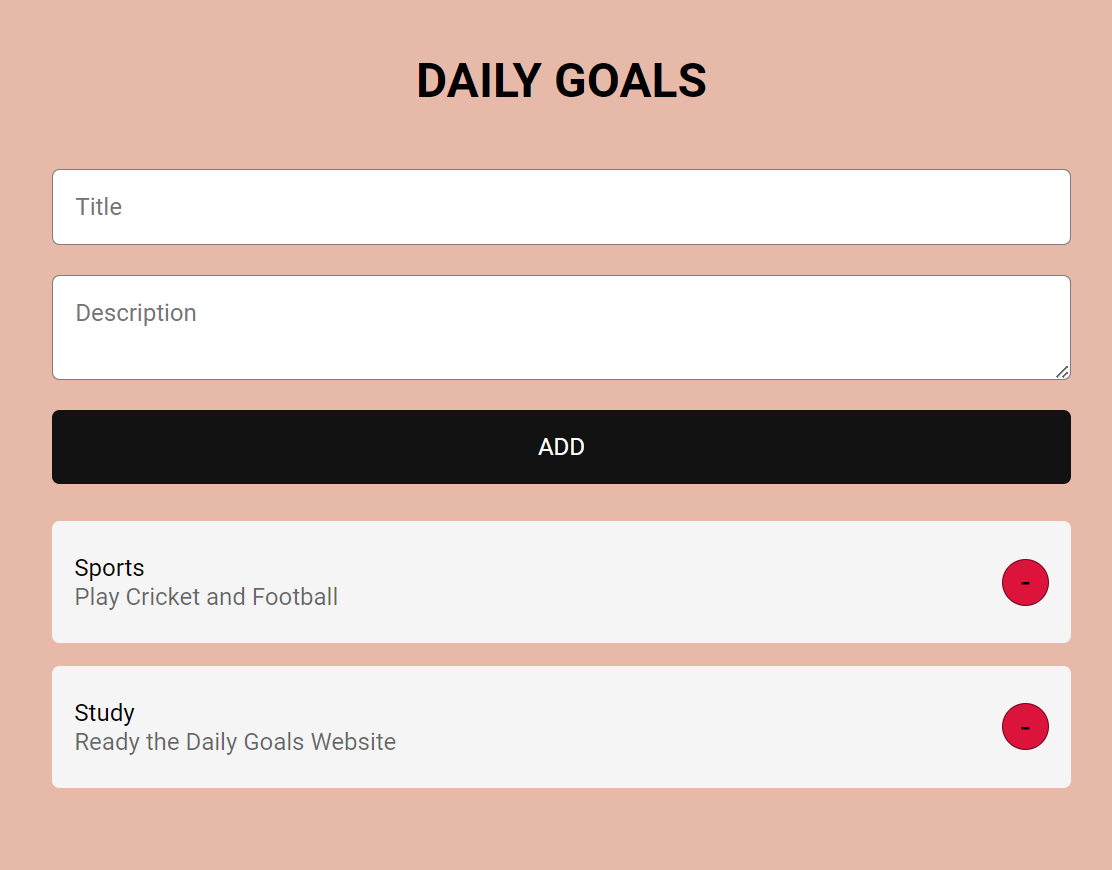 DAILY GOALS
Title
Description
ADD
Sports
Play Cricket and Football
-
Study
Ready the Daily Goals Website
-